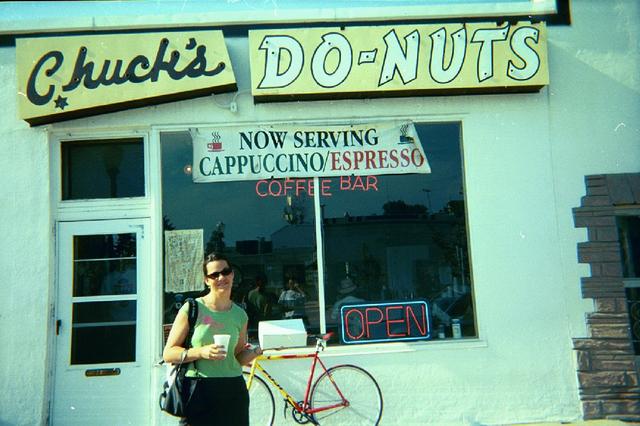 Chuck's
DO-NUTS
NOW SERVING
CAPPUCCINO/ESPRESSO
COFFEE BAR
OPEN